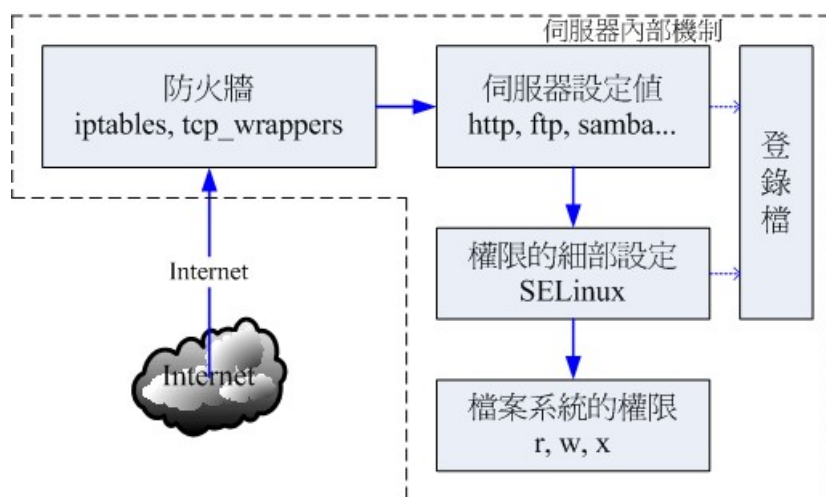 伺服器內部機制
防火牆
iptables, tcp_wrappers
伺服器設定值
http, ftp, samba...
登錄檔
Internet
權限的細部設定
SELinux
Internet
檔案系統的權限
r, w, x